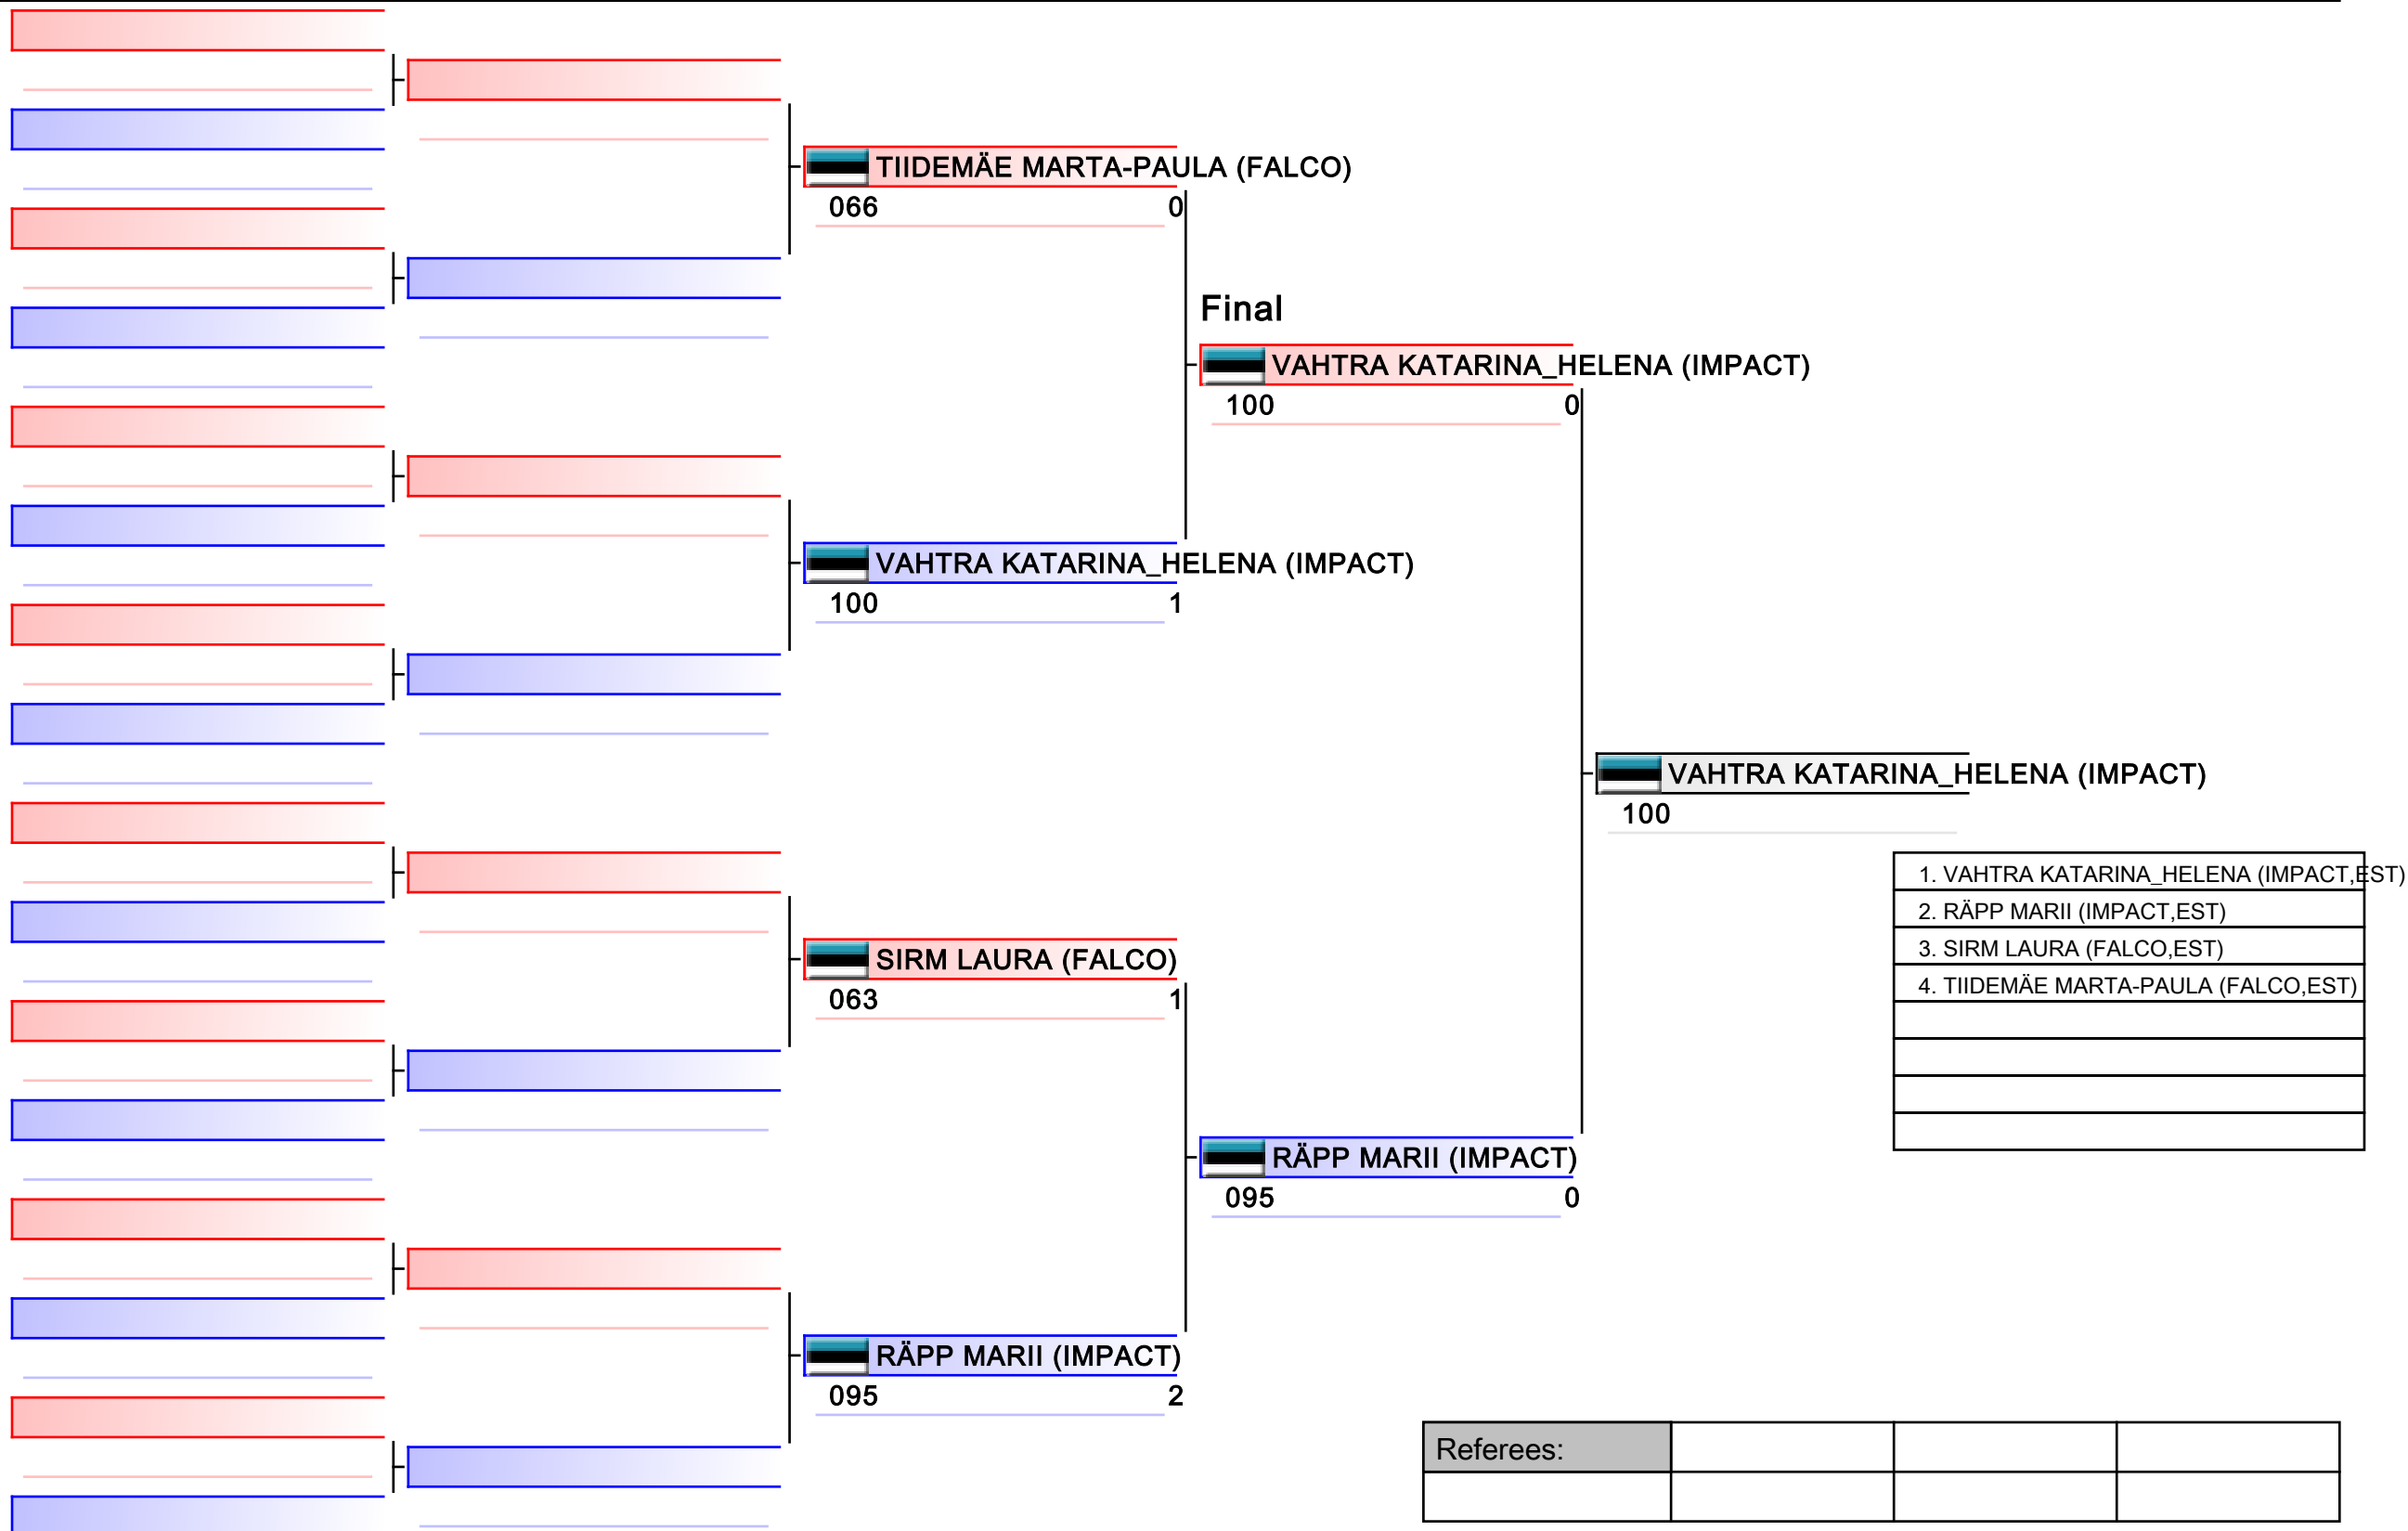 TIIDEMÄE MARTA-PAULA (FALCO)
066 0
Final
VAHTRA KATARINA_HELENA (IMPACT)
100 0
VAHTRA KATARINA_HELENA (IMPACT)
100 1
VAHTRA KATARINA_HELENA (IMPACT)
100
1. VAHTRA KATARINA_HELENA (IMPACT,EST)
2. RÄPP MARII (IMPACT,EST)
3. SIRM LAURA (FALCO,EST)
4. TIIDEMÄE MARTA-PAULA (FALCO,EST)
SIRM LAURA (FALCO)
063 1
RÄPP MARII (IMPACT)
095 0
RÄPP MARII (IMPACT)
095 2
Referees: